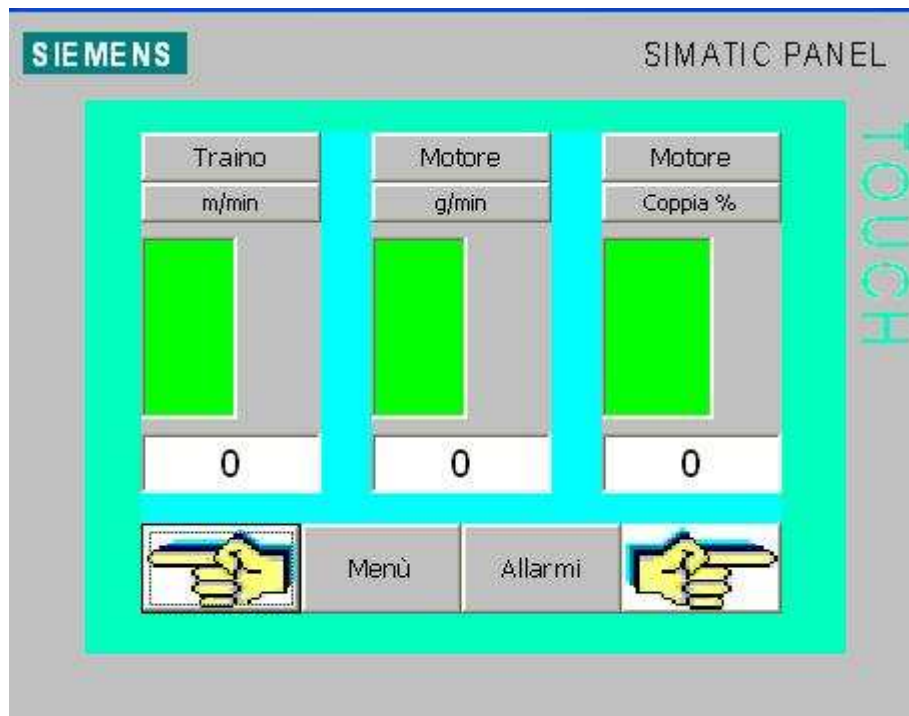 SIEMENS
SIMATIC PANEL
TOUCH
Traino
Motore
Motore
m/min
g/min
Coppia %
0
0
0
Menù
Allarmi